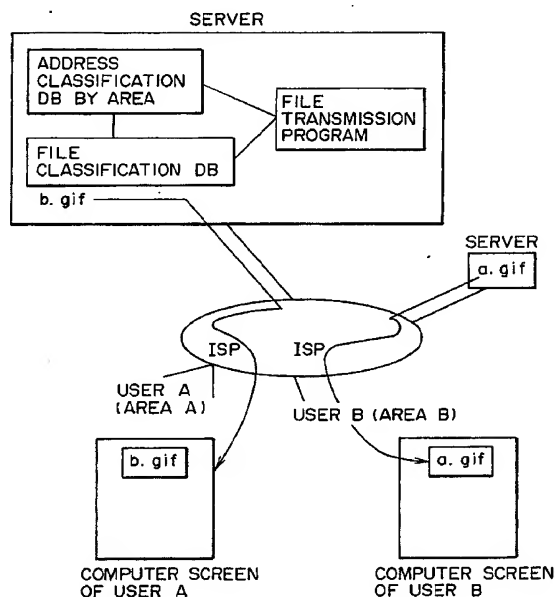 SERVER
ADDRESS
CLASSIFICATION
DB BY AREA
FILE
TRANSMISSION
PROGRAM
FILE
CLASSIFICATION DB
b. gif
SERVER
a. gif
ISP
ISP
USER A
(AREA A)
USER B (AREA B)
b. gif
a. gif
COMPUTER SCREEN
OF USER A
COMPUTER SCREEN
OF USER B